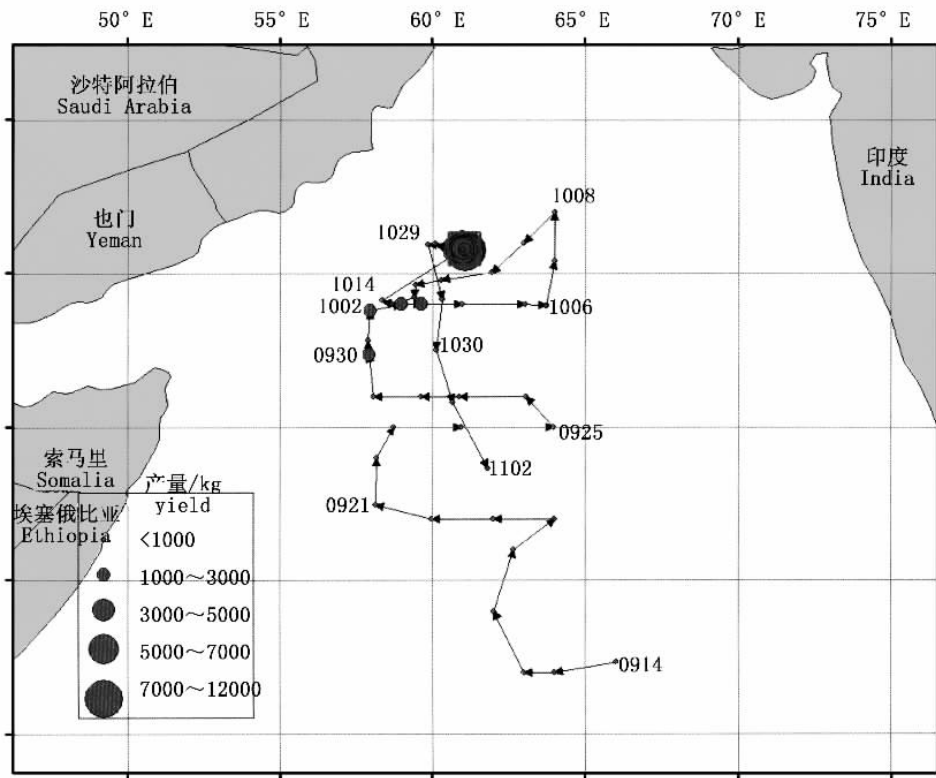 50° E 55° E 60° E 65° E 70° E 75° E
沙特阿拉伯
Saudi Arabia
印度
India
也门
Yeman
1008
1029
1014
1002
1006
0930
1030
0925
1102
索马里
Somalia
0921
埃塞俄比亚
Ethiopia
产量/kg
yield
<1000
1000～3000
3000～5000
5000～7000
7000～12000
0914